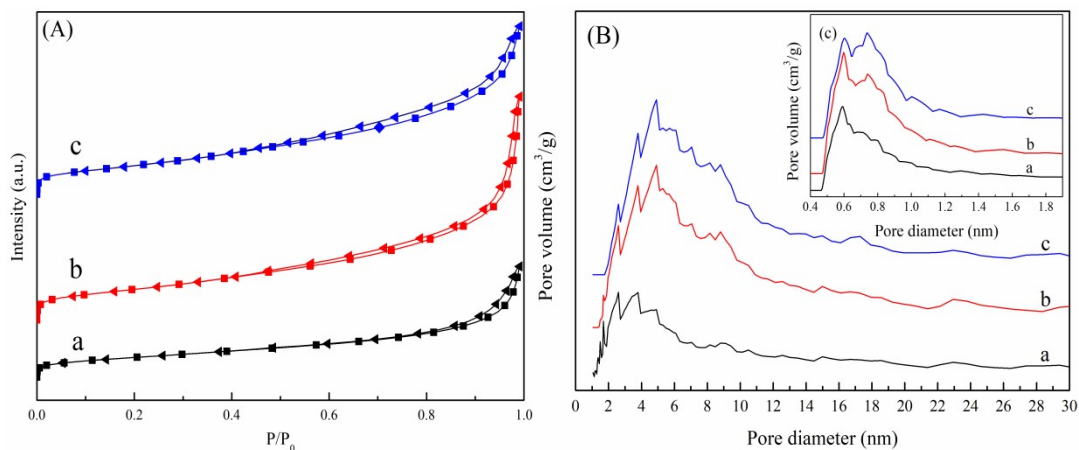 (A)
Intensity (a.u.)
c
b
a
0.0 0.2 0.4 0.6 0.8 1.0
P/P₀
(B)
Pore volume (cm³/g)
c
b
a
0 2 4 6 8 10 12 14 16 18 20 22 24 26 28 30
Pore diameter (nm)
(c)
Pore volume (cm³/g)
c
b
a
0.4 0.6 0.8 1.0 1.2 1.4 1.6 1.8
Pore diameter (nm)